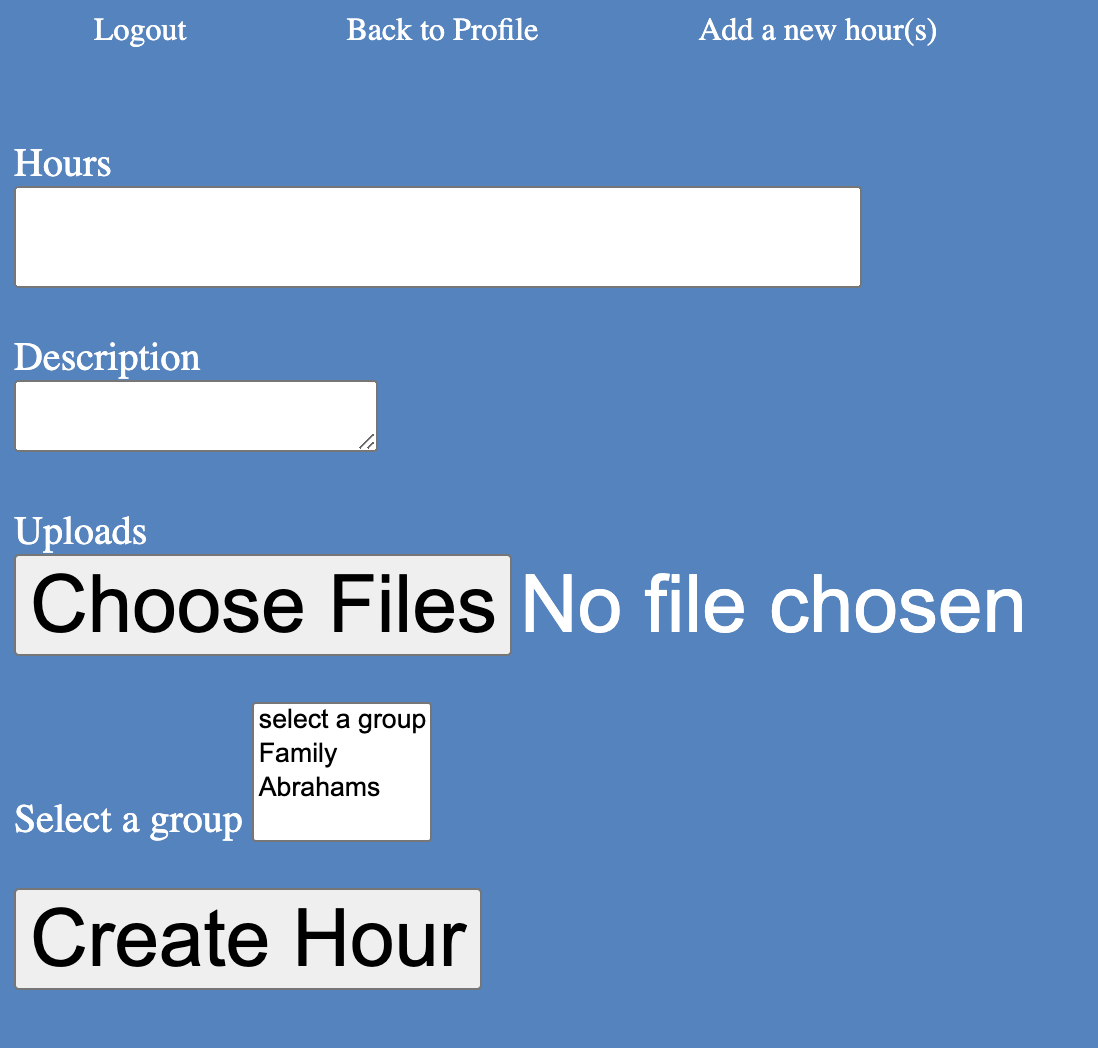 Logout Back to Profile Add a new hour(s)
Hours
Description
Uploads
Choose Files No file chosen
select a group
Family
Abrahams
Select a group
Create Hour